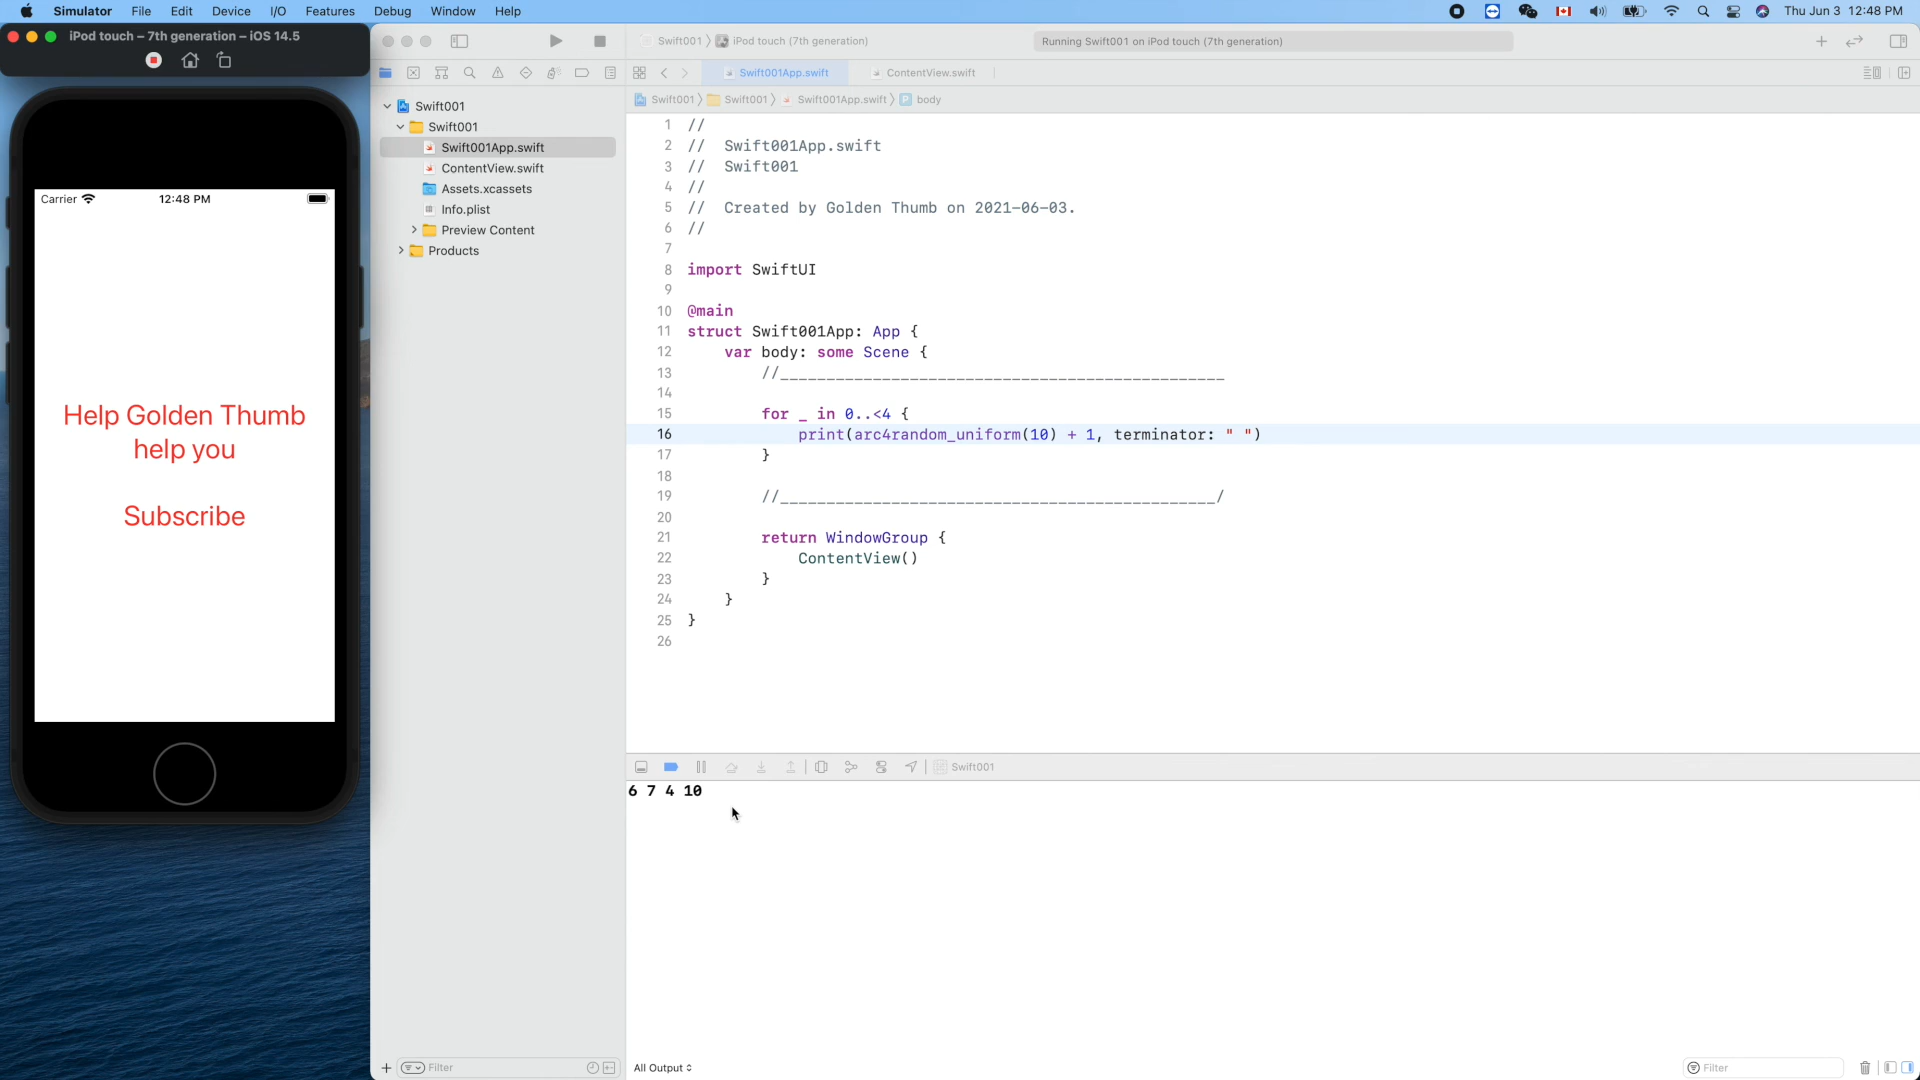 Simulator File Edit Device I/O Features Debug Window Help Thu Jun 3 12:48 PM
iPod touch – 7th generation – iOS 14.5
Carrier 12:48 PM
Help Golden Thumb
help you
Subscribe
Swift001
Swift001
Swift001App.swift
ContentView.swift
Assets.xcassets
Info.plist
Preview Content
Products
Filter
Swift001 iPod touch (7th generation) Running Swift001 on iPod touch (7th generation)
Swift001App.swift ContentView.swift
Swift001 Swift001 Swift001App.swift P body
1 //
2 //  Swift001App.swift
3 //  Swift001
4 //
5 //  Created by Golden Thumb on 2021-06-03.
6 //
7
8 import SwiftUI
9
10 @main
11 struct Swift001App: App {
12     var body: some Scene {
13         //________________________________________________
14
15         for _ in 0..<4 {
16             print(arc4random_uniform(10) + 1, terminator: " ")
17         }
18
19         //_______________________________________________/
20
21         return WindowGroup {
22             ContentView()
23         }
24     }
25 }
26
Swift001
6 7 4 10
All Output Filter